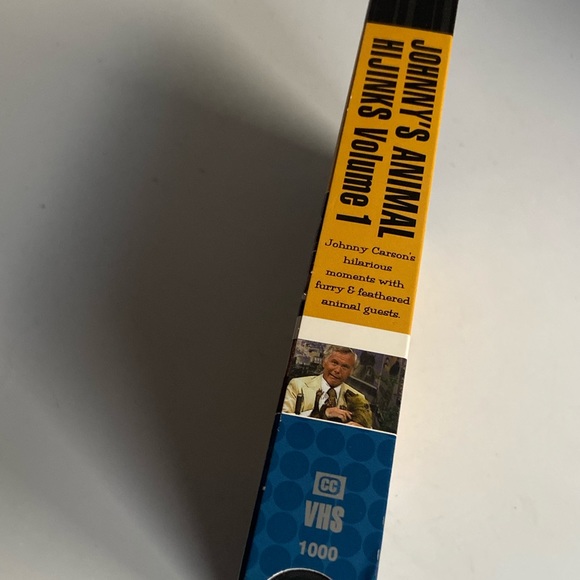 JOHNNY'S ANIMAL
HIJINKS Volume 1
Johnny Carson's
hilarious
moments with
furry & feathered
animal guests.
CC
VHS
1000